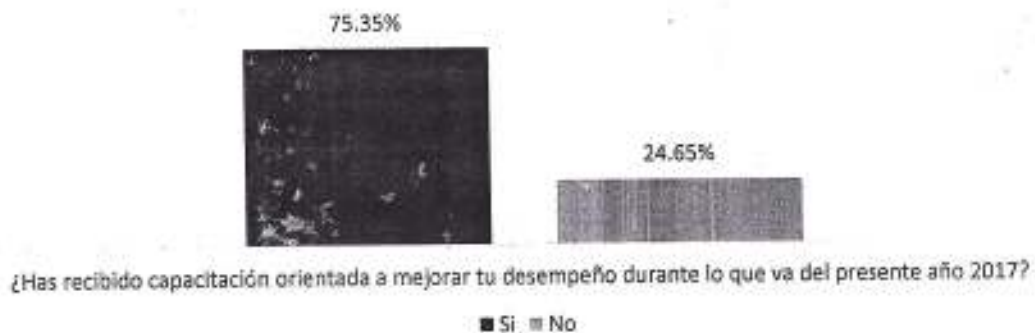 75.35%
24.65%
¿Has recibido capacitación orientada a mejorar tu desempeño durante lo que va del presente año 2017?
Si No